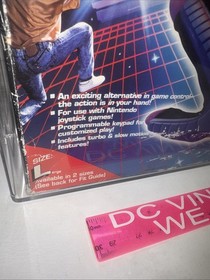 An exciting alternative in game control—
the action is in your hand!
For use with Nintendo
joystick games!
Programmable keypad for
customized play!
Includes turbo & slow motion
features!
SIZE:
L
Available in 2 sizes
(See back for Fit Guide)
DC VIN
WE